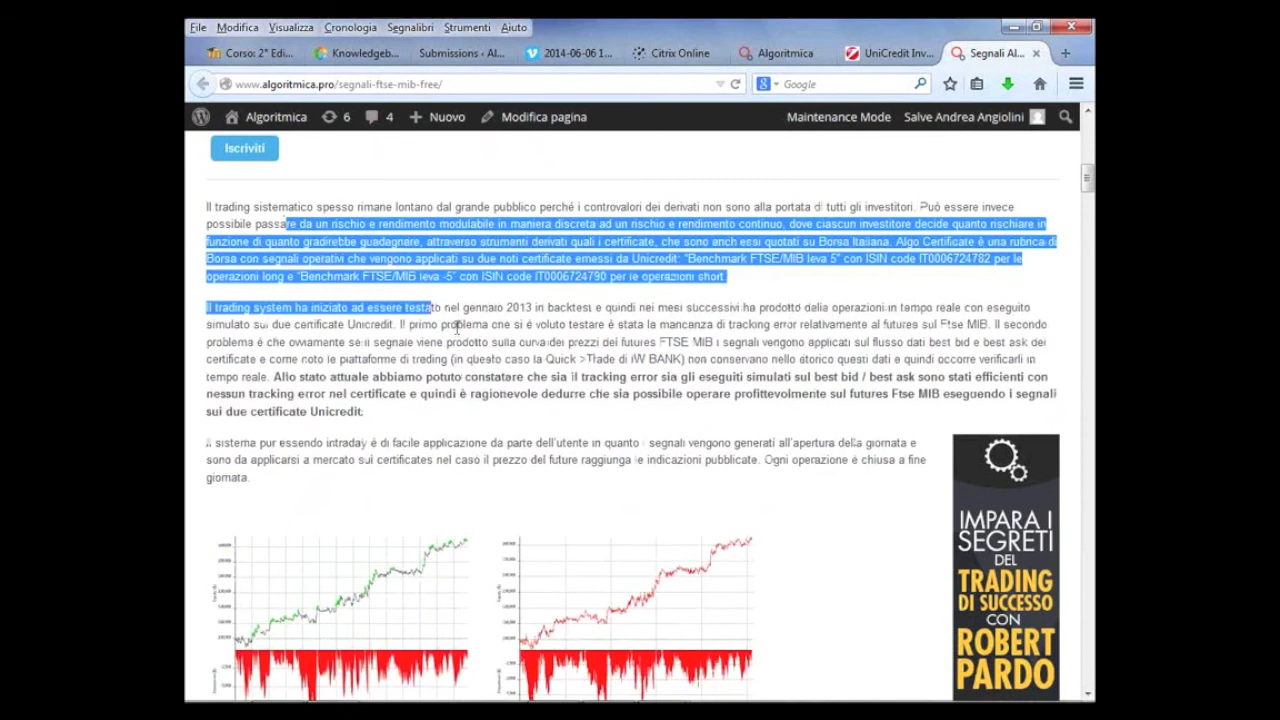 File Modifica Visualizza Cronologia Segnalibri Strumenti Aiuto
Corso: 2° Edi... Knowledgeb... Submissions - Al... 2014-06-06 1... Citrix Online Algoritmica UniCredit Inv... Segnali Al...
www.algoritmica.pro/segnali-ftse-mib-free/ Google
Algoritmica 6 4 Nuovo Modifica pagina Maintenance Mode Salve Andrea Angiolini
Iscriviti
Il trading sistematico spesso rimane lontano dal grande pubblico perché i controvalori dei derivati non sono alla portata di tutti gli investitori. Può essere invece
possibile passare da un rischio e rendimento modulabile in maniera discreta ad un rischio e rendimento continuo, dove ciascun investitore decide quanto rischiare in
funzione di quanto gradirebbe guadagnare, attraverso strumenti derivati quali i certificate, che sono anch essi quotati su Borsa Italiana. Algo Certificate è una rubrica di
Borsa con segnali operativi che vengono applicati su due noti certificate emessi da Unicredit: “Benchmark FTSE/MIB leva 5” con ISIN code IT0006724782 per le
operazioni long e “Benchmark FTSE/MIB leva -5” con ISIN code IT0006724790 per le operazioni short.
Il trading system ha iniziato ad essere testato nel gennaio 2013 in backtest e quindi nei mesi successivi ha prodotto delle operazioni in tempo reale con eseguito
simulato sui due certificate Unicredit. Il primo problema che si é voluto testare è stata la mancanza di tracking error relativamente al futures sul Ftse MIB. Il secondo
problema è che ovviamente se il segnale viene prodotto sulla curva dei prezzi del futures FTSE MIB i segnali vengono applicati sul flusso dati best bid e best ask dei
certificate e come noto le piattaforme di trading (in questo caso la Quick >Trade di IW BANK) non conservano nello storico questi dati e quindi occorre verificarli in
tempo reale. Allo stato attuale abbiamo potuto constatare che sia il tracking error sia gli eseguiti simulati sul best bid / best ask sono stati efficienti con
nessun tracking error nel certificate e quindi è ragionevole dedurre che sia possibile operare profittevolmente sul futures Ftse MIB eseguendo i segnali
sui due certificate Unicredit.
Il sistema pur essendo intraday è di facile applicazione da parte dell'utente in quanto i segnali vengono generati all'apertura della giornata e
sono da applicarsi a mercato sui certificates nel caso il prezzo del future raggiunga le indicazioni pubblicate. Ogni operazione è chiusa a fine
giornata.
IMPARA I
SEGRETI
DEL
TRADING
DI SUCCESSO
CON
ROBERT
PARDO